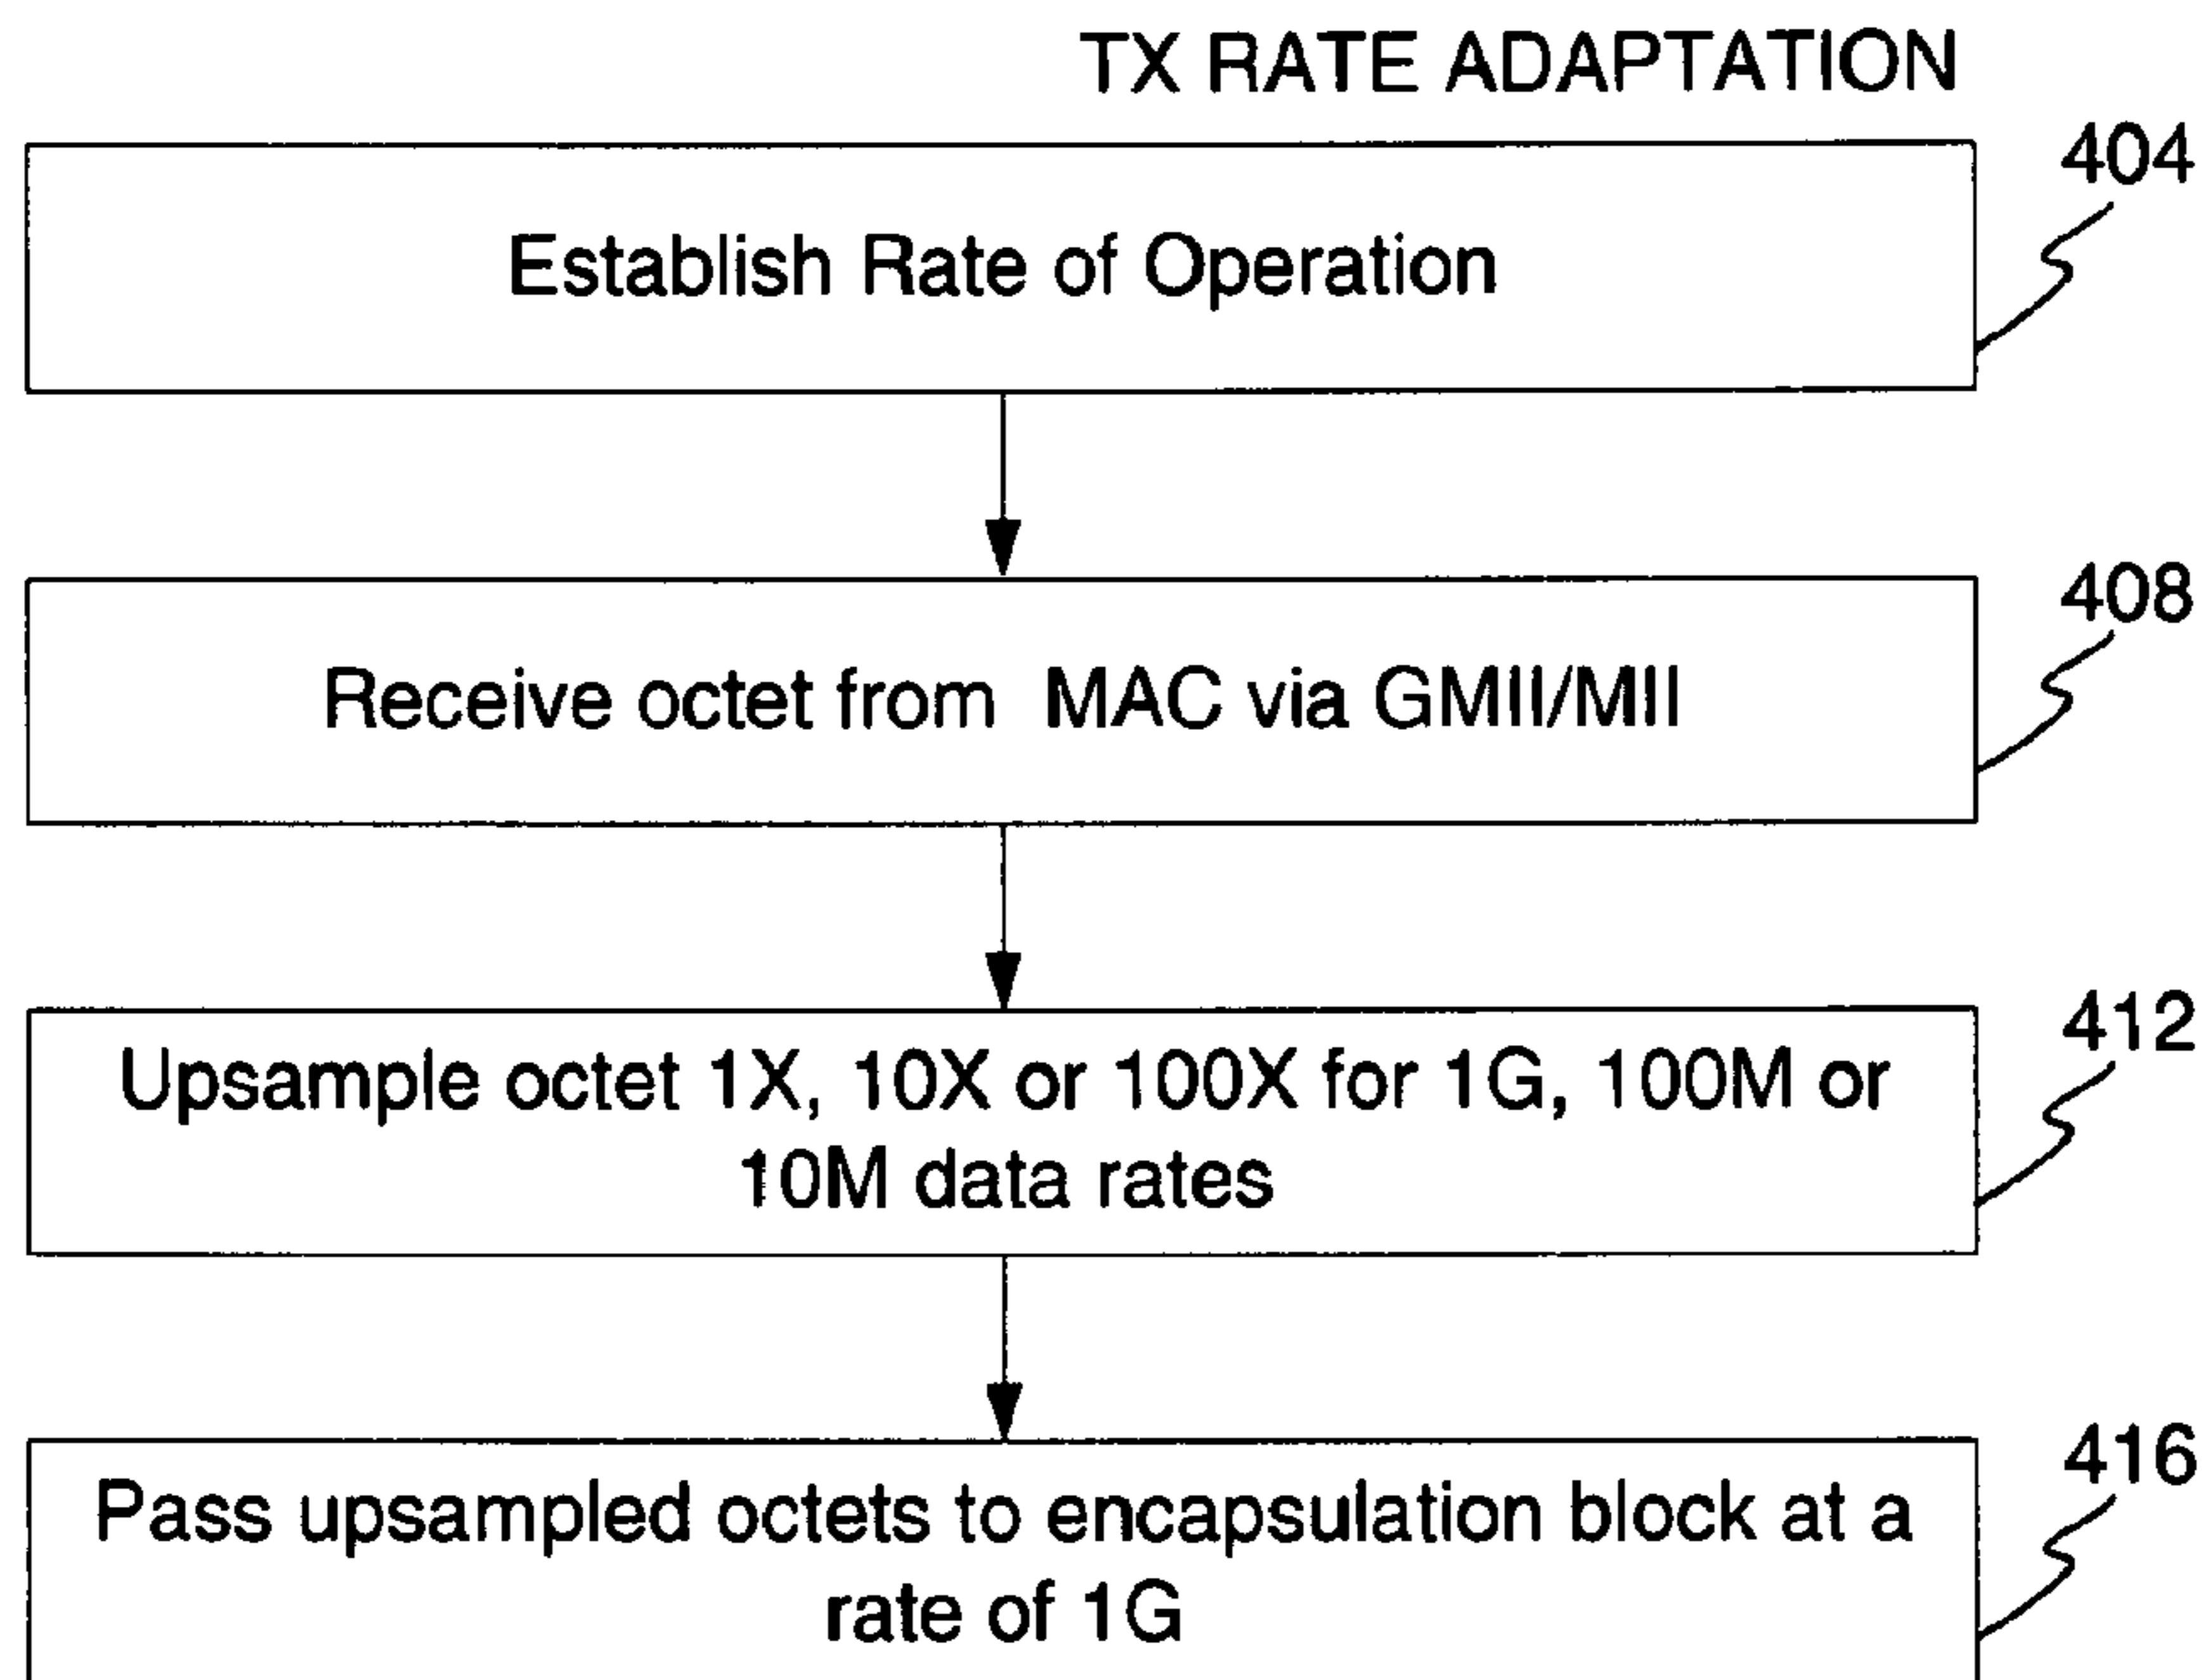 TX RATE ADAPTATION
404
Establish Rate of Operation
408
Receive octet from MAC via GMII/MII
412
Upsample octet 1X, 10X or 100X for 1G, 100M or
10M data rates
416
Pass upsampled octets to encapsulation block at a
rate of 1G